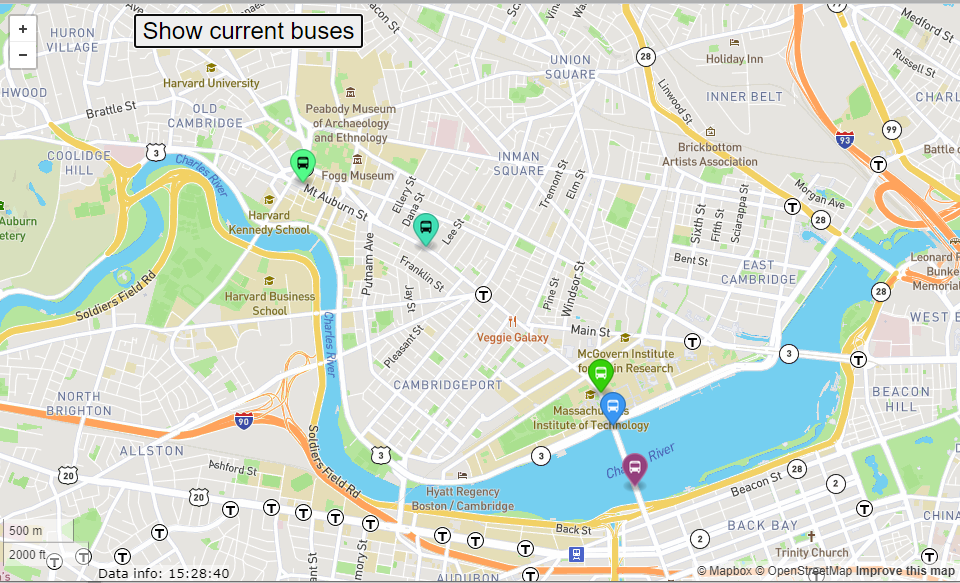 +
−
Show current buses
HURON
VILLAGE
28
UNION
SQUARE
Holiday Inn
Medford St
Russell St
Harvard University
Linwood St
INNER BELT
CHARL
HWOOD
Brattle St
OLD
CAMBRIDGE
Peabody Museum
of Archaeology
and Ethnology
99
93
Brickbottom
Artists Association
Battle o
COOLIDGE
HILL
3
Charles River
Fogg Museum
INMAN
SQUARE
T
Mt Auburn St
Ellery St
Dana St
Lee St
Tremont St
Elm St
Morgan Ave
T
28
Auburn
etery
Harvard
Kennedy School
Sixth St
Fifth St
Sciarappa St
Putnam Ave
Franklin St
Bent St
EAST
CAMBRIDGE
Leonard
Bunke
Memorial
Soldiers Field Rd
Harvard Business
School
Jay St
T
Pine St
Windsor St
28
Charles River
Pleasant St
Veggie Galaxy
Main St
T
WEST E
McGovern Institute
for Brain Research
3
T
CAMBRIDGEPORT
NORTH
BRIGHTON
90
Massachusetts
Institute of Technology
BEACON
HILL
ALLSTON
Soldiers Field Rd
3
3
Charles River
20
Ashford St
28
Hyatt Regency
Boston / Cambridge
Beacon St
2
20
T
T
T
T
T
T
T
500 m
2000 ft
T
T
T
T
T
T
Back St
2
BACK BAY
CHINA
Trinity Church
T
AUDUBON
T
Data info: 15:28:40
© Mapbox © OpenStreetMap Improve this map